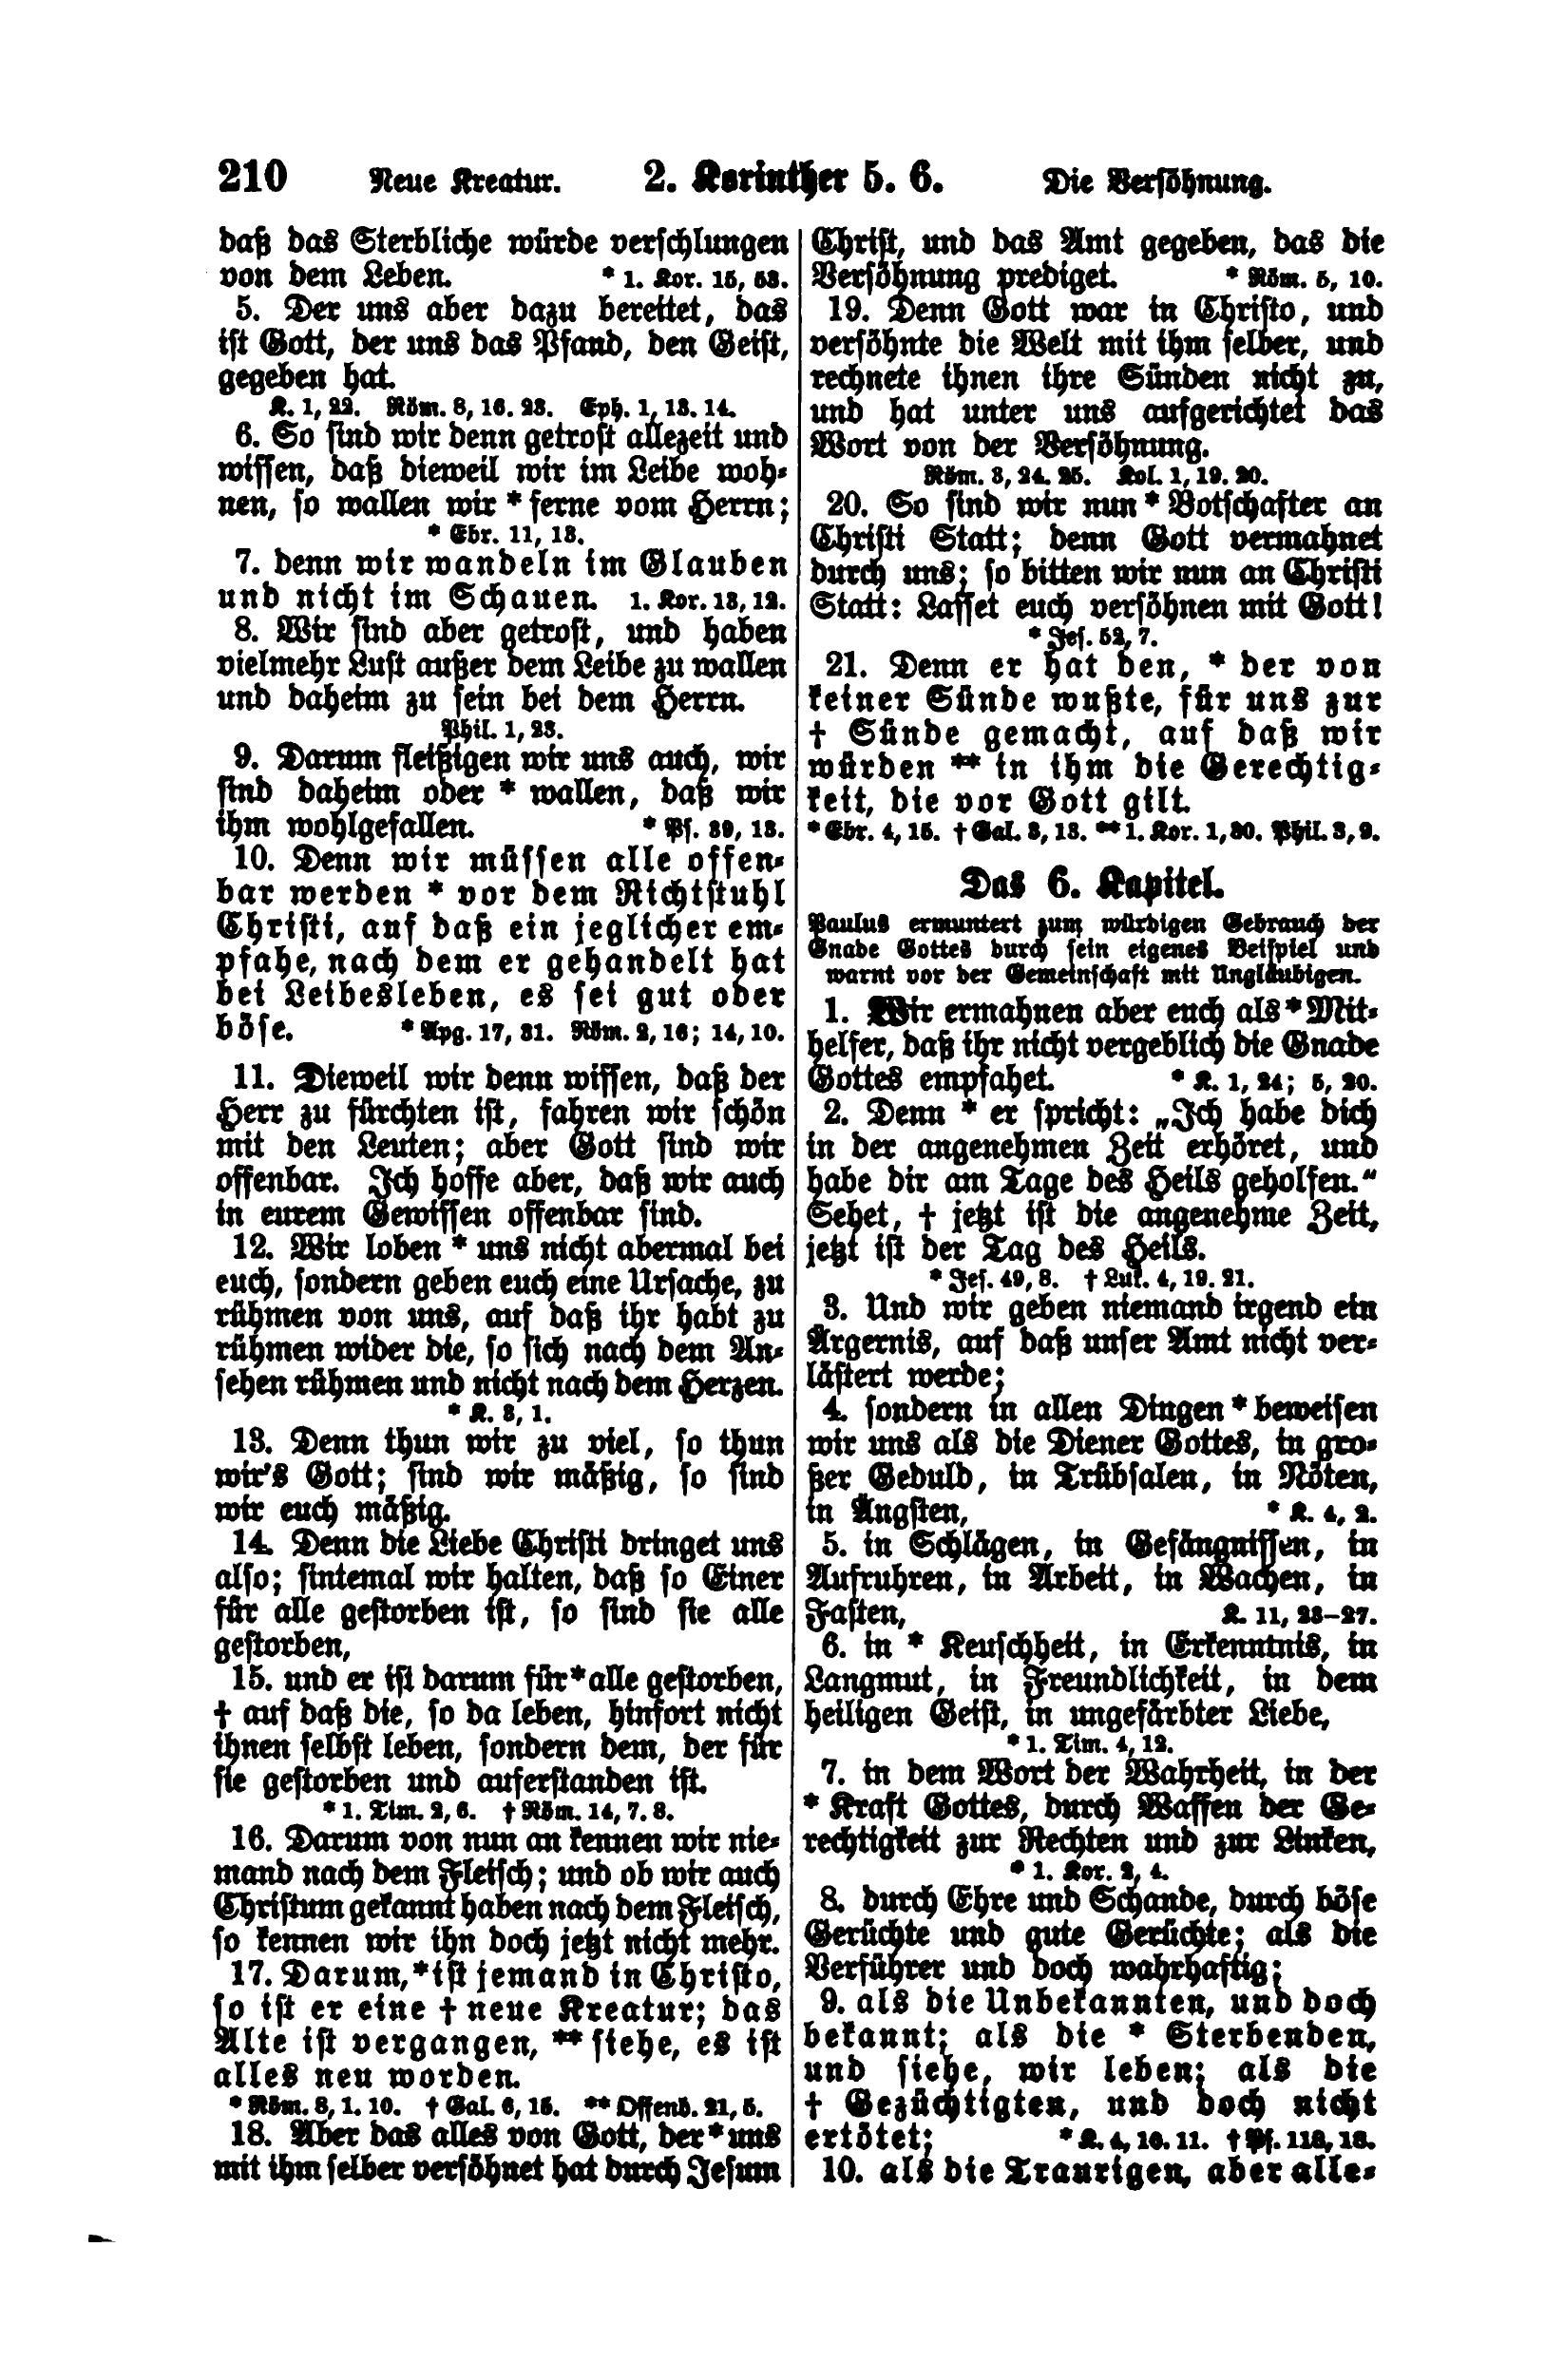 210 Neue Kreatur. 2. Korinther 5. 6. Die Versöhnung.
daß das Sterbliche würde verschlungen
von dem Leben. * 1. Kor. 15, 53.
5. Der uns aber dazu bereitet, das
ist Gott, der uns das Pfand, den Geist,
gegeben hat.
K. 1, 22. Röm. 8, 16. 23. Eph. 1, 13. 14.
6. So sind wir denn getrost allezeit und
wissen, daß dieweil wir im Leibe woh-
nen, so wallen wir * ferne vom Herrn;
* Ebr. 11, 13.
7. denn wir wandeln im Glauben
und nicht im Schauen. 1. Kor. 13, 12.
8. Wir sind aber getrost, und haben
vielmehr Lust außer dem Leibe zu wallen
und daheim zu sein bei dem Herrn.
Phil. 1, 23.
9. Darum fleißigen wir uns auch, wir
sind daheim oder * wallen, daß wir
ihm wohlgefallen. * Ps. 39, 13.
10. Denn wir müssen alle offen-
bar werden * vor dem Richtstuhl
Christi, auf daß ein jeglicher em-
pfahe, nach dem er gehandelt hat
bei Leibesleben, es sei gut oder
böse. * Apg. 17, 31. Röm. 2, 16; 14, 10.
11. Dieweil wir denn wissen, daß der
Herr zu fürchten ist, fahren wir schön
mit den Leuten; aber Gott sind wir
offenbar. Ich hoffe aber, daß wir auch
in eurem Gewissen offenbar sind.
12. Wir loben * uns nicht abermal bei
euch, sondern geben euch eine Ursache, zu
rühmen von uns, auf daß ihr habt zu
rühmen wider die, so sich nach dem An-
sehen rühmen und nicht nach dem Herzen.
* K. 3, 1.
13. Denn thun wir zu viel, so thun
wir's Gott; sind wir mäßig, so sind
wir euch mäßig.
14. Denn die Liebe Christi dringet uns
also; sintemal wir halten, daß so Einer
für alle gestorben ist, so sind sie alle
gestorben,
15. und er ist darum für * alle gestorben,
† auf daß die, so da leben, hinfort nicht
ihnen selbst leben, sondern dem, der für
sie gestorben und auferstanden ist.
* 1. Tim. 2, 6. † Röm. 14, 7. 8.
16. Darum von nun an kennen wir nie-
mand nach dem Fleisch; und ob wir auch
Christum gekannt haben nach dem Fleisch,
so kennen wir ihn doch jetzt nicht mehr.
17. Darum, * ist jemand in Christo,
so ist er eine † neue Kreatur; das
Alte ist vergangen, ** siehe, es ist
alles neu worden.
* Röm. 8, 1. 10. † Gal. 6, 15. ** Offenb. 21, 5.
18. Aber das alles von Gott, der * uns
mit ihm selber versöhnet hat durch Jesum
Christ, und das Amt gegeben, das die
Versöhnung prediget. * Röm. 5, 10.
19. Denn Gott war in Christo, und
versöhnte die Welt mit ihm selber, und
rechnete ihnen ihre Sünden nicht zu,
und hat unter uns aufgerichtet das
Wort von der Versöhnung.
Röm. 3, 24. 25. Kol. 1, 19. 20.
20. So sind wir nun * Botschafter an
Christi Statt; denn Gott vermahnet
durch uns; so bitten wir nun an Christi
Statt: Lasset euch versöhnen mit Gott!
* Jes. 52, 7.
21. Denn er hat den, * der von
keiner Sünde wußte, für uns zur
† Sünde gemacht, auf daß wir
würden ** in ihm die Gerechtig-
keit, die vor Gott gilt.
* Ebr. 4, 15. † Gal. 3, 13. ** 1. Kor. 1, 30. Phil. 3, 9.
Das 6. Kapitel.
Paulus ermuntert zum würdigen Gebrauch der
Gnade Gottes durch sein eigenes Beispiel und
warnt vor der Gemeinschaft mit Ungläubigen.
1. Wir ermahnen aber euch als * Mit-
helfer, daß ihr nicht vergeblich die Gnade
Gottes empfahet. * K. 1, 24; 5, 20.
2. Denn * er spricht: „Ich habe dich
in der angenehmen Zeit erhöret, und
habe dir am Tage des Heils geholfen.“
Sehet, † jetzt ist die angenehme Zeit,
jetzt ist der Tag des Heils.
* Jes. 49, 8. † Luk. 4, 19. 21.
3. Und wir geben niemand irgend ein
Ärgernis, auf daß unser Amt nicht ver-
lästert werde;
4. sondern in allen Dingen * beweisen
wir uns als die Diener Gottes, in gro-
ßer Geduld, in Trübsalen, in Nöten,
in Ängsten, * K. 4, 2.
5. in Schlägen, in Gefängnissen, in
Aufruhren, in Arbeit, in Wachen, in
Fasten, K. 11, 23–27.
6. in * Keuschheit, in Erkenntnis, in
Langmut, in Freundlichkeit, in dem
heiligen Geist, in ungefärbter Liebe,
* 1. Tim. 4, 12.
7. in dem Wort der Wahrheit, in der
* Kraft Gottes, durch Waffen der Ge-
rechtigkeit zur Rechten und zur Linken,
* 1. Kor. 2, 4.
8. durch Ehre und Schande, durch böse
Gerüchte und gute Gerüchte; als die
Verführer und doch wahrhaftig;
9. als die Unbekannten, und doch
bekannt; als die * Sterbenden,
und siehe, wir leben; als die
† Gezüchtigten, und doch nicht
ertötet; * K. 4, 10. 11. † Ps. 118, 18.
10. als die Traurigen, aber alle-